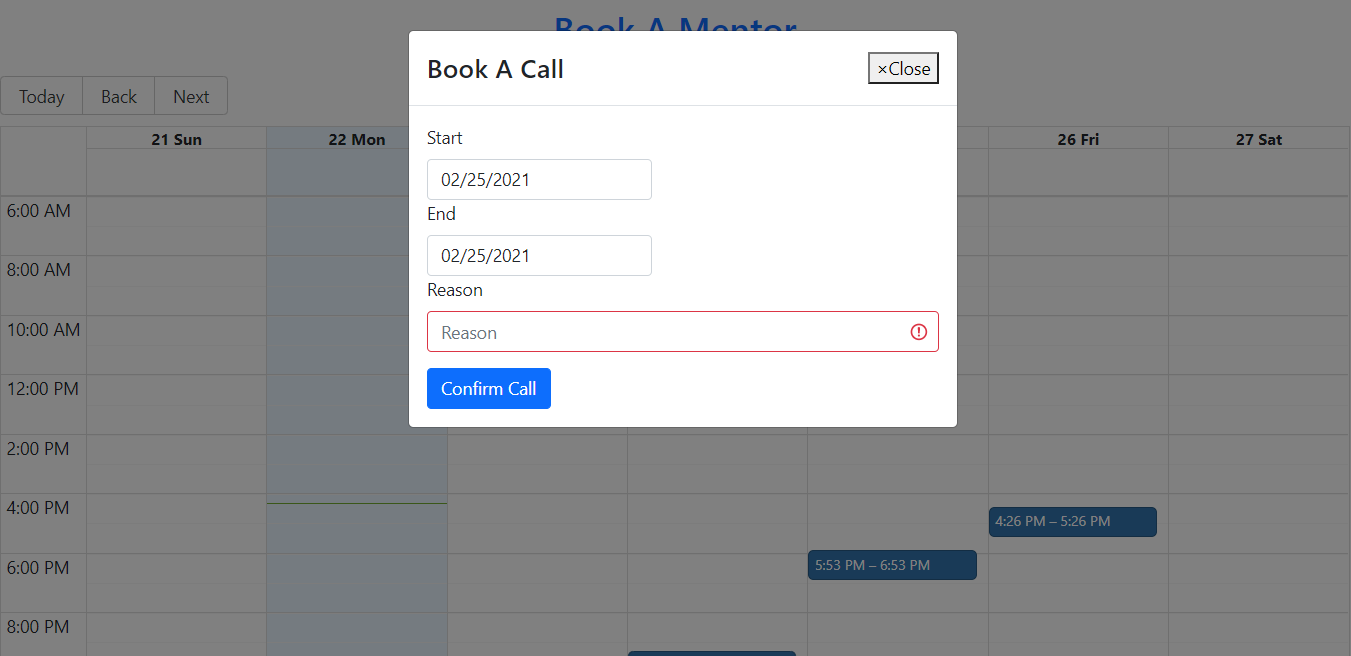 Book A Mentor
Book A Call
×Close
Today Back Next
Start
21 Sun 22 Mon 26 Fri 27 Sat
02/25/2021
6:00 AM
End
02/25/2021
8:00 AM
Reason
10:00 AM
Reason
12:00 PM
Confirm Call
2:00 PM
4:00 PM
4:26 PM – 5:26 PM
6:00 PM
5:53 PM – 6:53 PM
8:00 PM